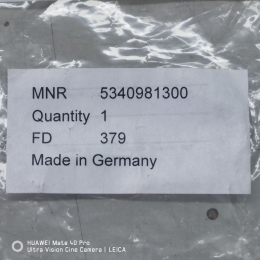 MNR 5340981300
Quantity 1
FD 379
Made in Germany
HUAWEI Mate 40 Pro
Ultra Vision Cine Camera | LEICA